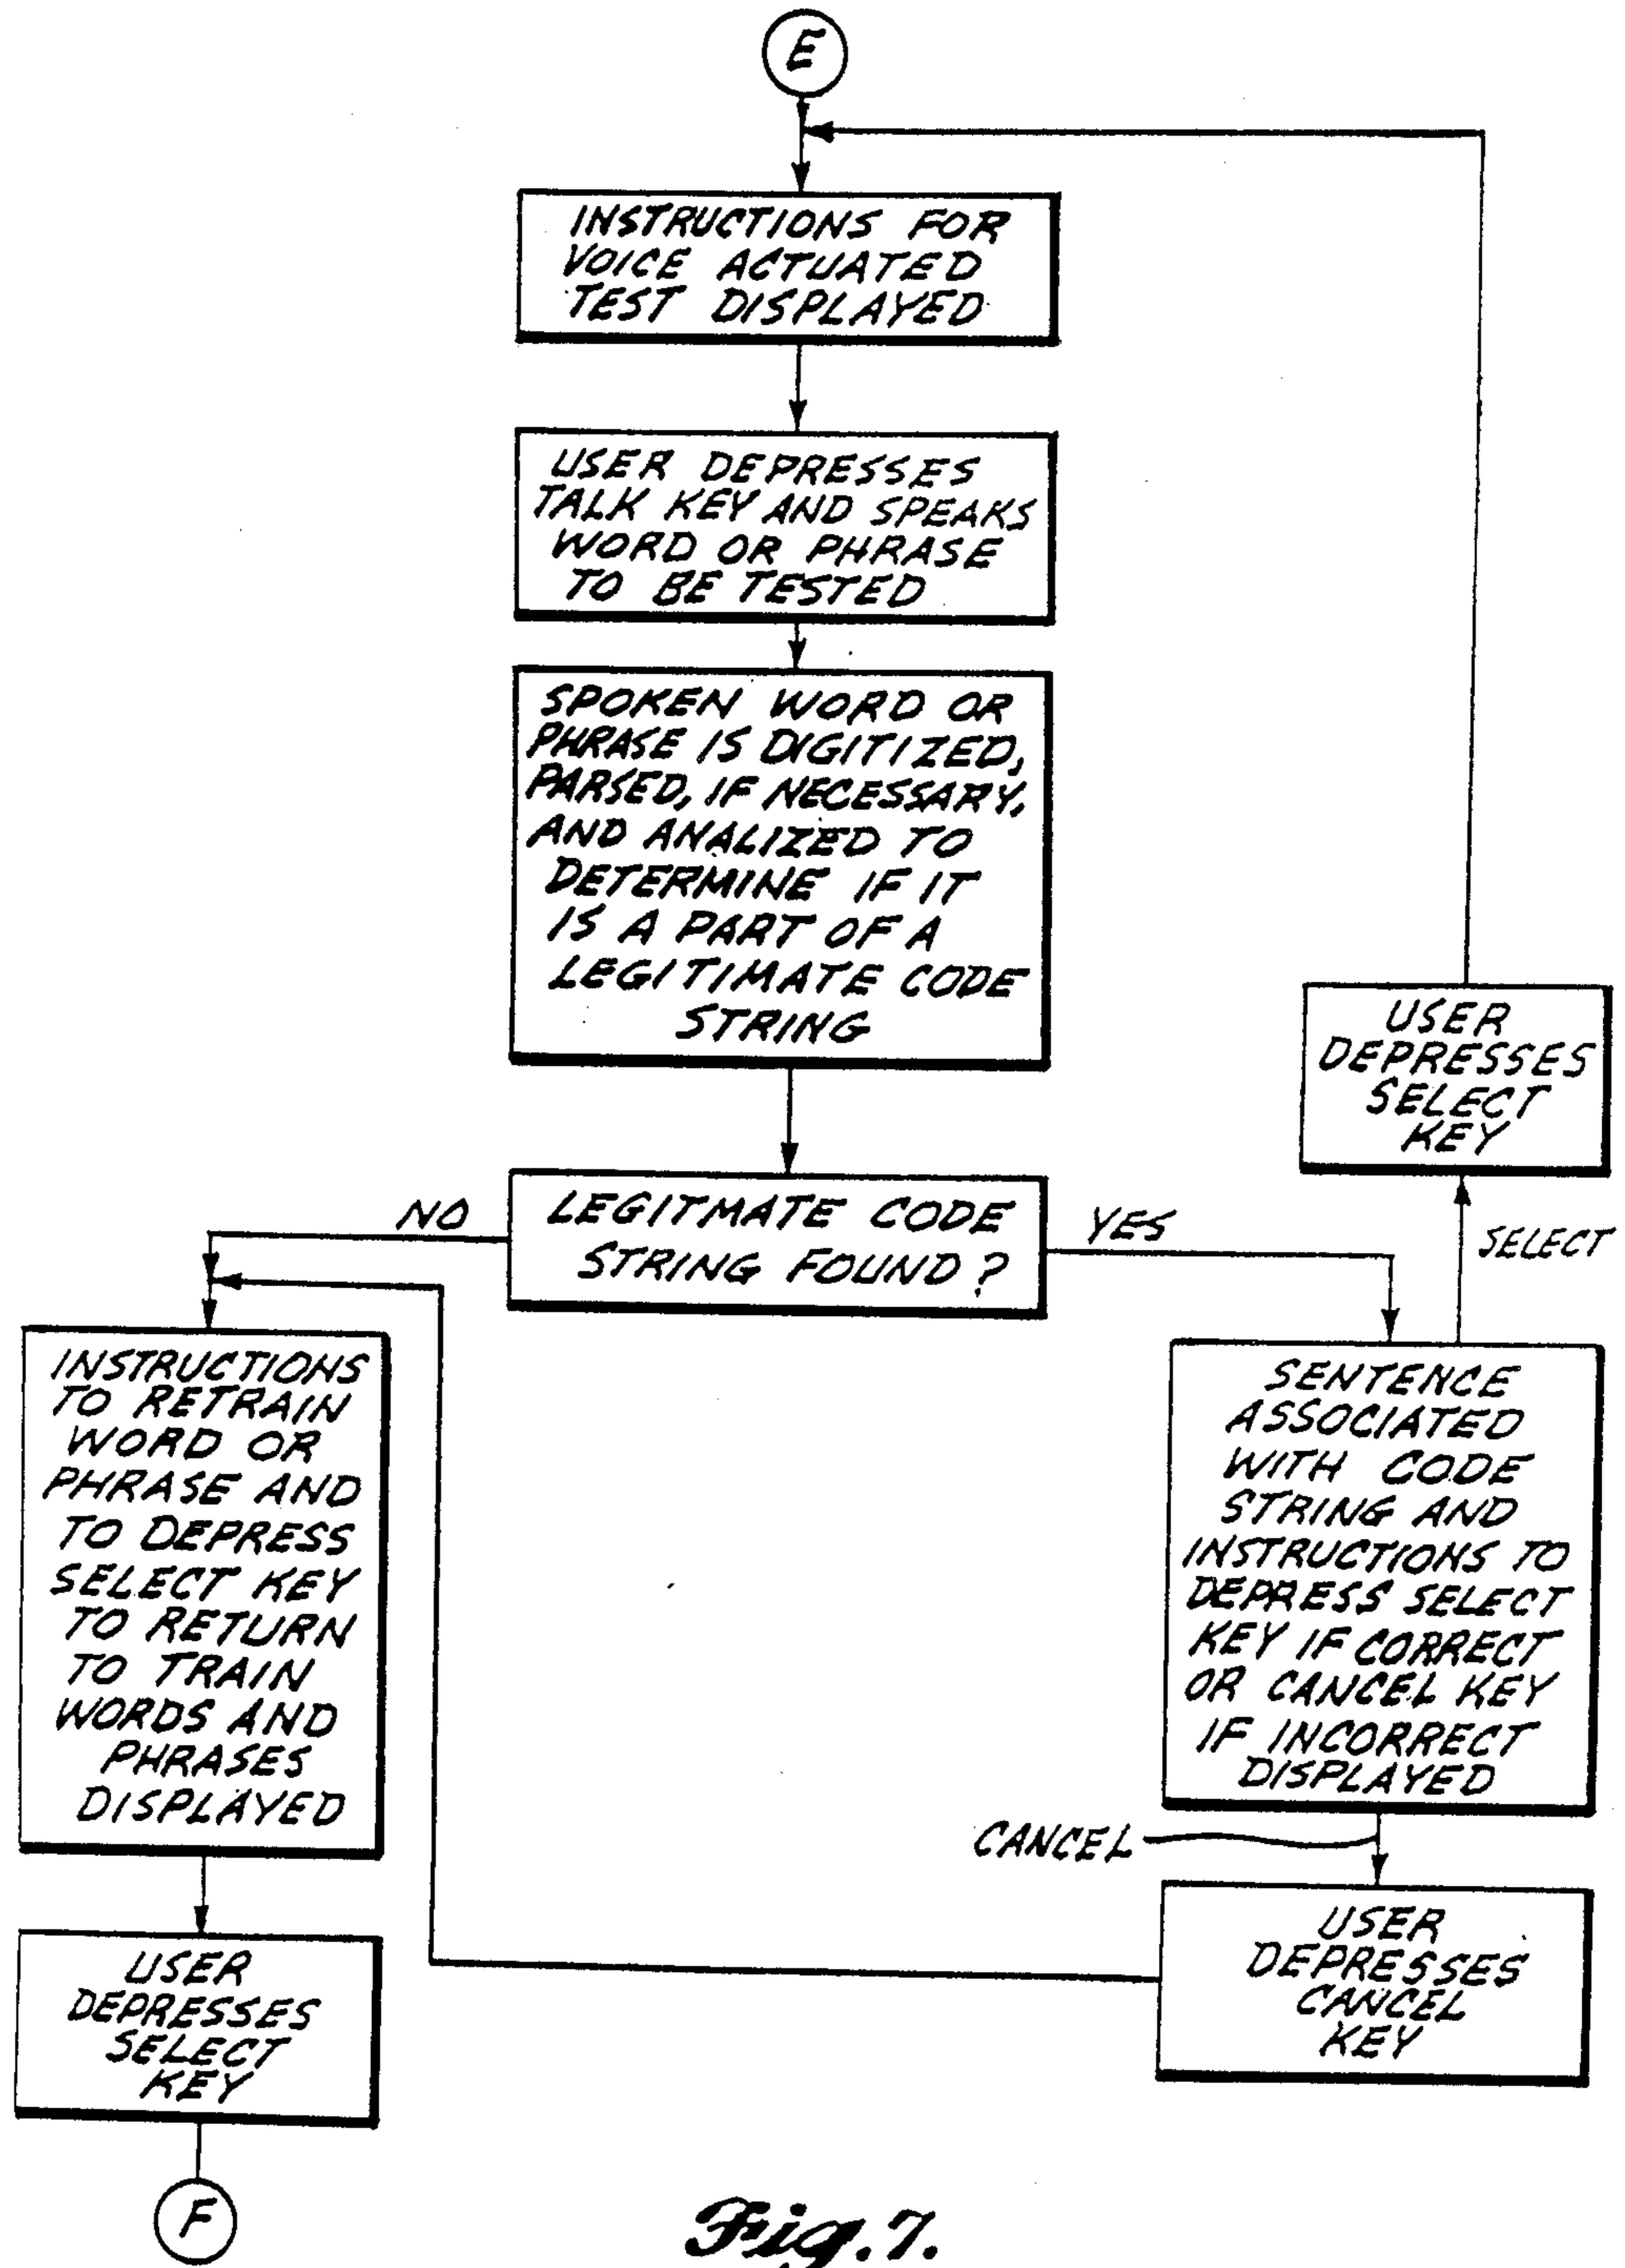 E
INSTRUCTIONS FOR
VOICE ACTUATED
TEST DISPLAYED
USER DEPRESSES
TALK KEY AND SPEAKS
WORD OR PHRASE
TO BE TESTED
SPOKEN WORD OR
PHRASE IS DIGITIZED,
PARSED, IF NECESSARY,
AND ANALIZED TO
DETERMINE IF IT
IS A PART OF A
LEGITIMATE CODE
STRING
USER
DEPRESSES
SELECT
KEY
NO
LEGITMATE CODE
STRING FOUND?
YES
SELECT
INSTRUCTIONS
TO RETRAIN
WORD OR
PHRASE AND
TO DEPRESS
SELECT KEY
TO RETURN
TO TRAIN
WORDS AND
PHRASES
DISPLAYED
SENTENCE
ASSOCIATED
WITH CODE
STRING AND
INSTRUCTIONS TO
DEPRESS SELECT
KEY IF CORRECT
OR CANCEL KEY
IF INCORRECT
DISPLAYED
CANCEL
USER
DEPRESSES
CANCEL
KEY
USER
DEPRESSES
SELECT
KEY
F
Fig. 7.